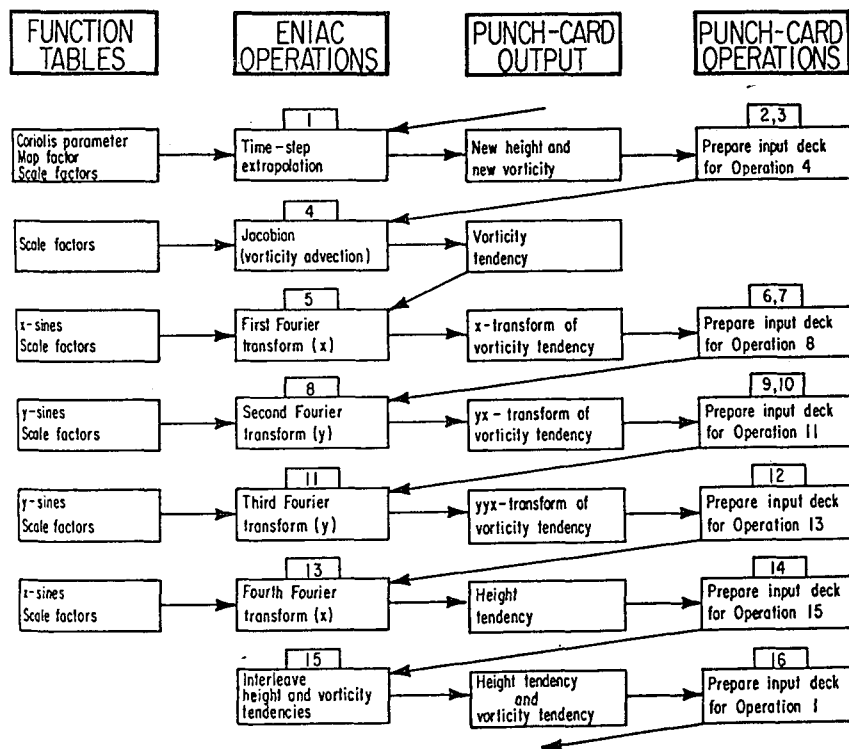 FUNCTION
TABLES
ENIAC
OPERATIONS
PUNCH-CARD
OUTPUT
PUNCH-CARD
OPERATIONS
Coriolis parameter
Map factor
Scale factors
1
Time-step
extrapolation
New height and
new vorticity
2,3
Prepare input deck
for Operation 4
Scale factors
4
Jacobian
(vorticity advection)
Vorticity
tendency
x-sines
Scale factors
5
First Fourier
transform (x)
x-transform of
vorticity tendency
6,7
Prepare input deck
for Operation 8
y-sines
Scale factors
8
Second Fourier
transform (y)
yx-transform of
vorticity tendency
9,10
Prepare input deck
for Operation 11
y-sines
Scale factors
11
Third Fourier
transform (y)
yyx-transform of
vorticity tendency
12
Prepare input deck
for Operation 13
x-sines
Scale factors
13
Fourth Fourier
transform (x)
Height
tendency
14
Prepare input deck
for Operation 15
15
Interleave
height and vorticity
tendencies
Height tendency
and
vorticity tendency
16
Prepare input deck
for Operation 1